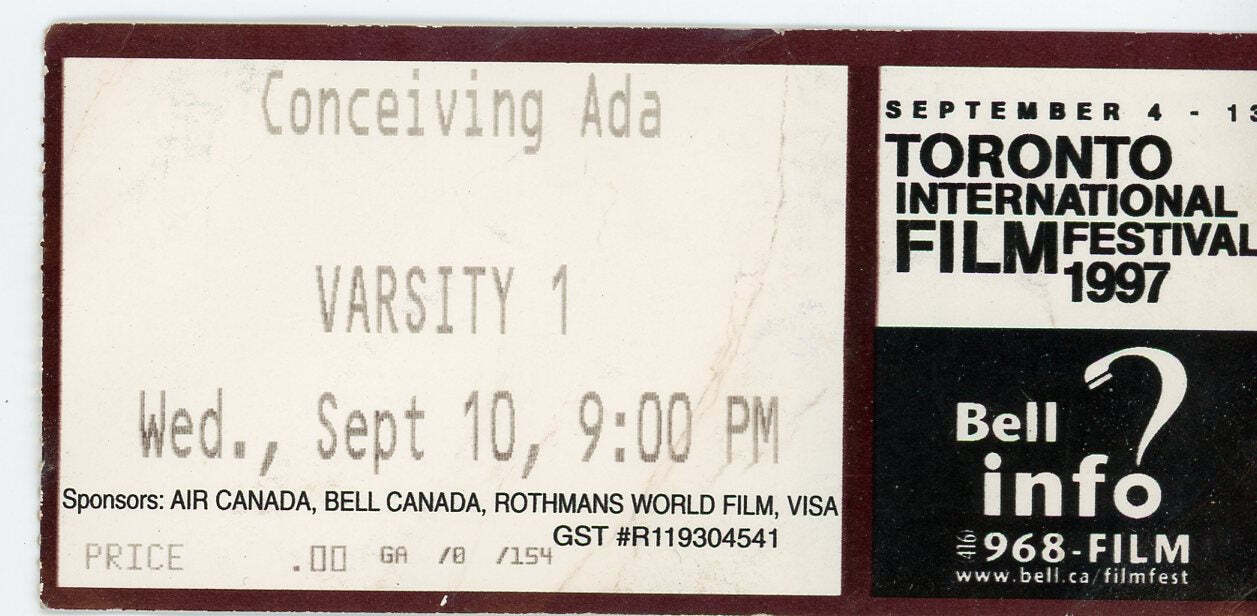 Conceiving Ada
VARSITY 1
Wed., Sept 10, 9:00 PM
Sponsors: AIR CANADA, BELL CANADA, ROTHMANS WORLD FILM, VISA
GST #R119304541
PRICE .00 GA /0 /154
SEPTEMBER 4 - 13
TORONTO
INTERNATIONAL
FILM FESTIVAL
1997
Bell
info
(416) 968-FILM
www.bell.ca/filmfest